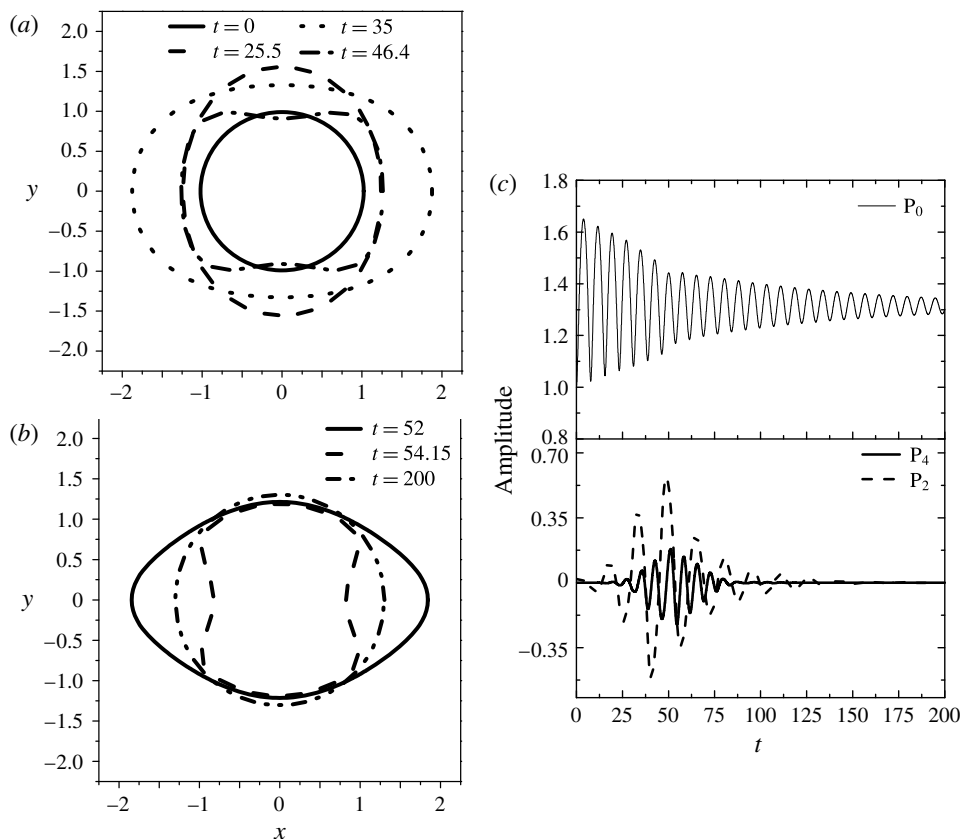 (a)
t = 0
t = 35
t = 25.5
t = 46.4
2.0
1.5
1.0
0.5
0
−0.5
−1.0
−1.5
−2.0
y
−2
−1
0
1
2
(b)
t = 52
t = 54.15
t = 200
2.0
1.5
1.0
0.5
0
−0.5
−1.0
−1.5
−2.0
y
−2
−1
0
1
2
x
(c)
P0
1.8
1.6
1.4
1.2
1.0
0.8
Amplitude
P4
P2
0.70
0.35
0
−0.35
0
25
50
75
100
125
150
175
200
t